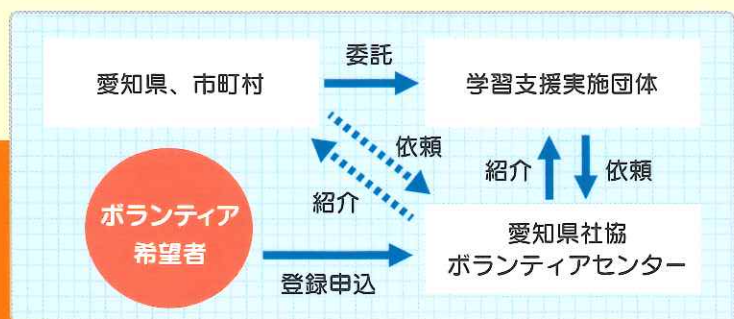 委託
愛知県、市町村
学習支援実施団体
依頼
紹介
紹介
依頼
ボランティア
希望者
愛知県社協
ボランティアセンター
登録申込